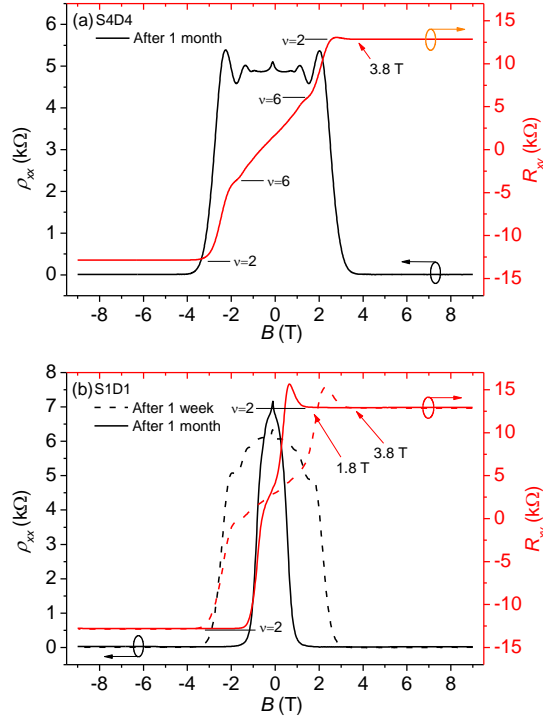 (a) S4D4
After 1 month
ν=2
3.8 T
ν=6
ν=6
ν=2
6
5
4
3
2
1
0
15
10
5
0
-5
-10
-15
-8 -6 -4 -2 0 2 4 6 8
ρxx (kΩ)
Rxy (kΩ)
B (T)
(b) S1D1
After 1 week
After 1 month
ν=2
1.8 T
3.8 T
ν=2
8
7
6
5
4
3
2
1
0
15
10
5
0
-5
-10
-15
-8 -6 -4 -2 0 2 4 6 8
ρxx (kΩ)
Rxy (kΩ)
B (T)